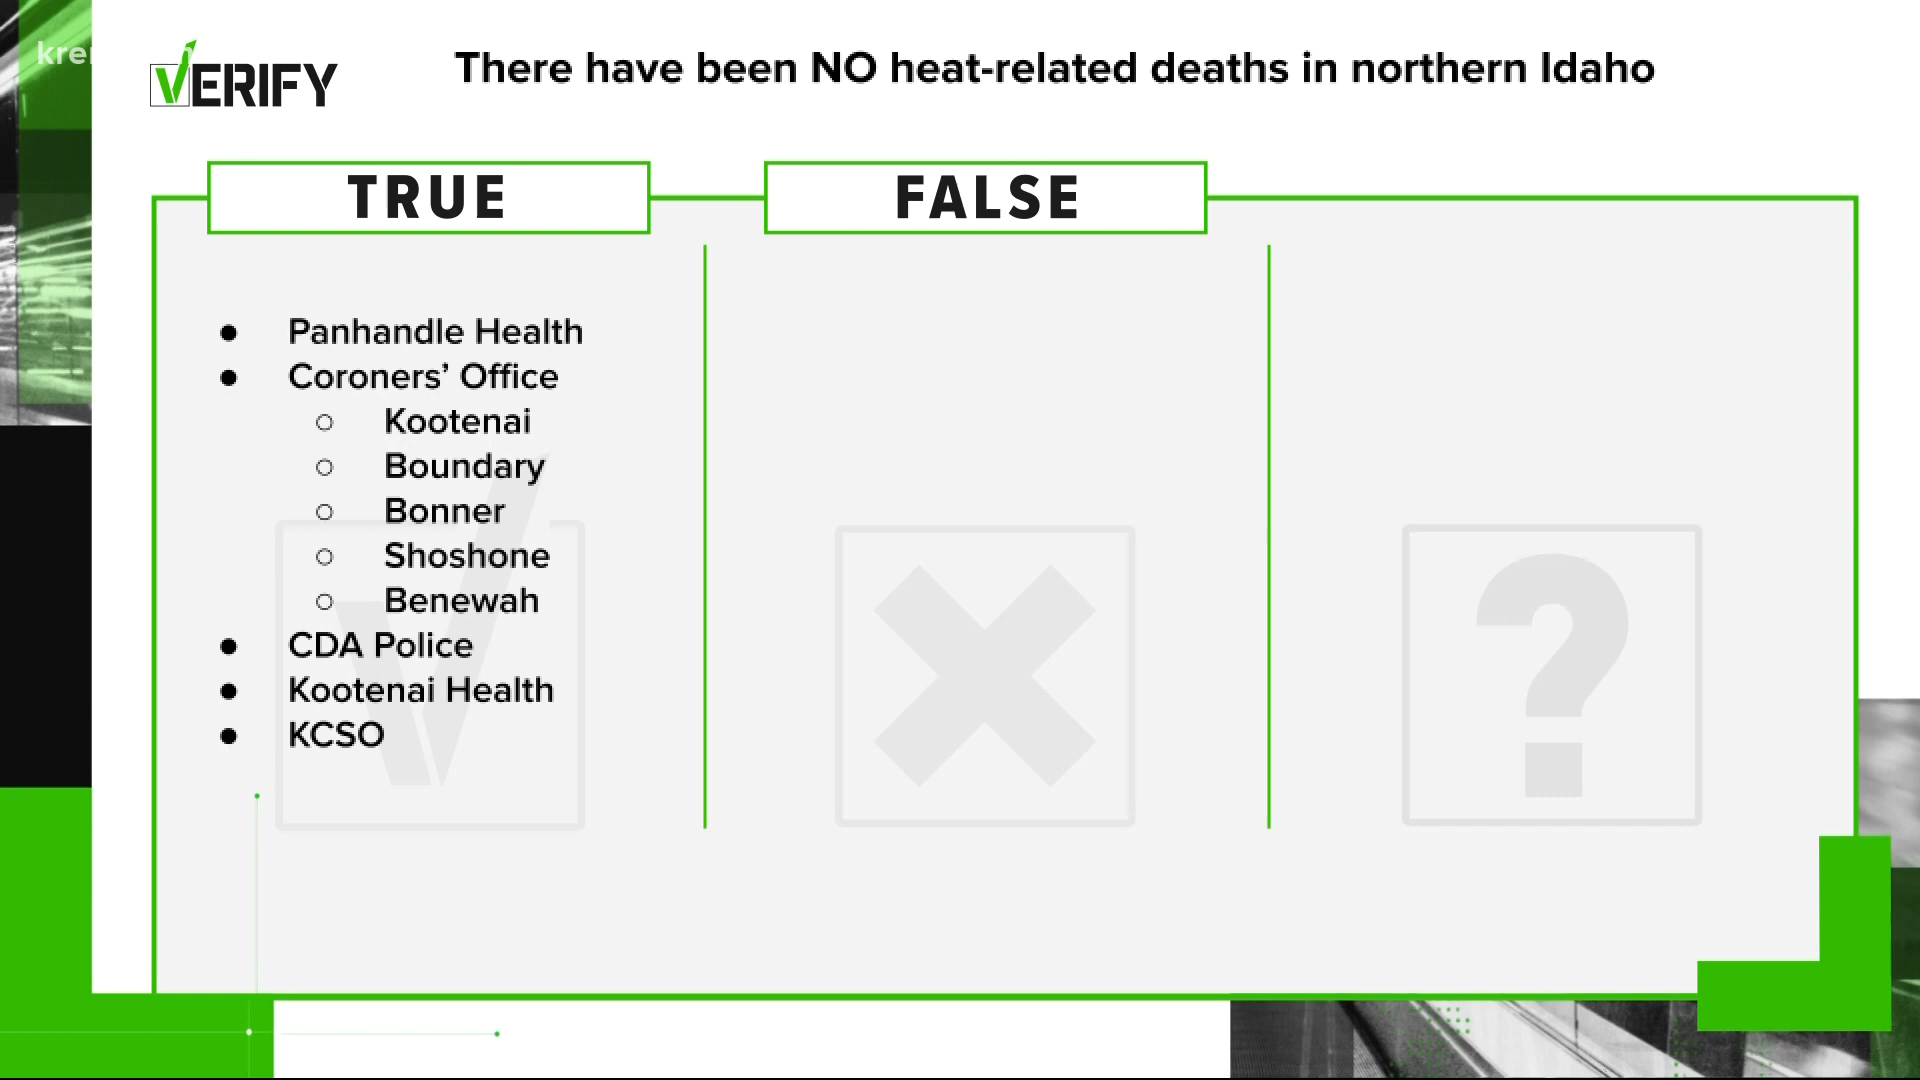 krem
VERIFY
There have been NO heat-related deaths in northern Idaho
TRUE
FALSE
● Panhandle Health
● Coroners’ Office
○ Kootenai
○ Boundary
○ Bonner
○ Shoshone
○ Benewah
● CDA Police
● Kootenai Health
● KCSO
?